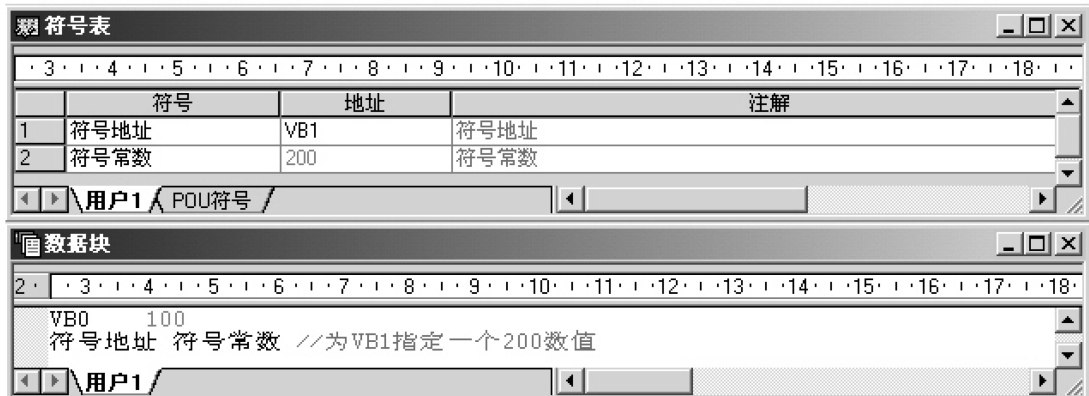 符号表
· 3 · ı · 4 · ı · 5 · ı · 6 · ı · 7 · ı · 8 · ı · 9 · ı · 10 · ı · 11 · ı · 12 · ı · 13 · ı · 14 · ı · 15 · ı · 16 · ı · 17 · ı · 18 · ı ·
符号 地址 注解
1 符号地址 VB1 符号地址
2 符号常数 200 符号常数
用户1 POU符号
数据块
2 · · 3 · ı · 4 · ı · 5 · ı · 6 · ı · 7 · ı · 8 · ı · 9 · ı · 10 · ı · 11 · ı · 12 · ı · 13 · ı · 14 · ı · 15 · ı · 16 · ı · 17 · ı · 18 ·
VB0 100
符号地址 符号常数 //为VB1指定一个200数值
用户1